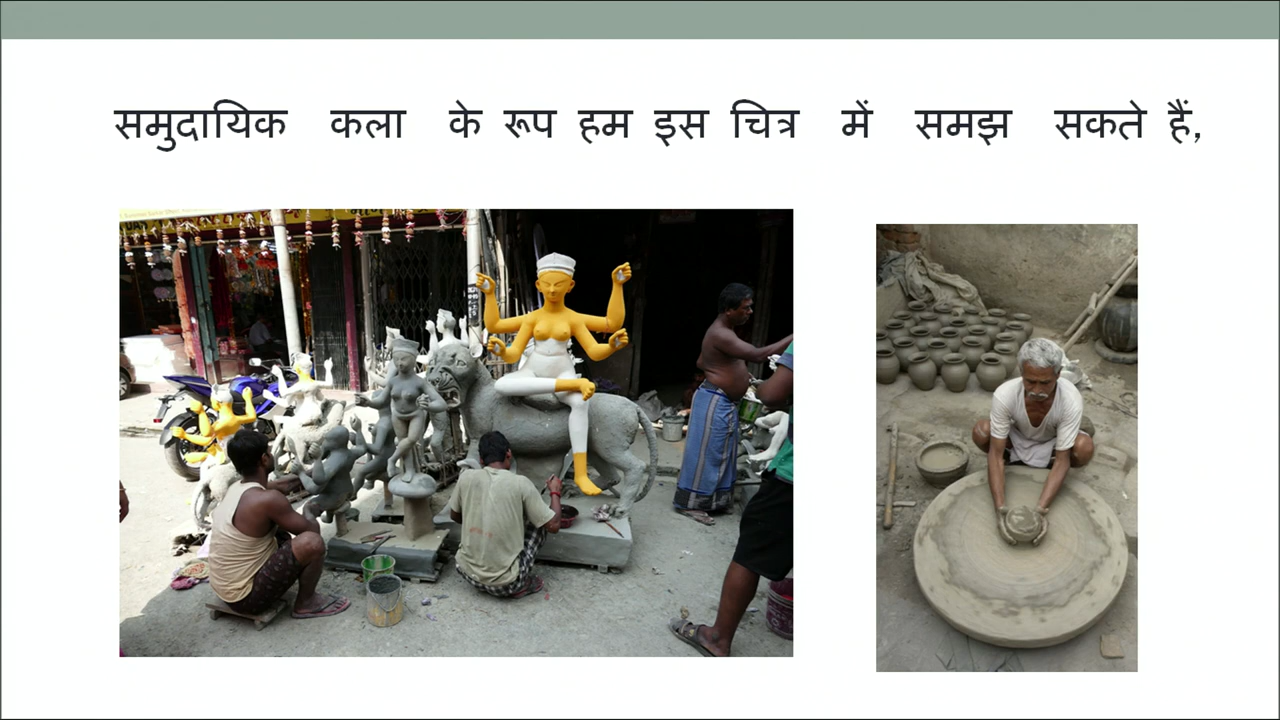 समुदायिक कला के रूप हम इस चित्र में समझ सकते हैं,